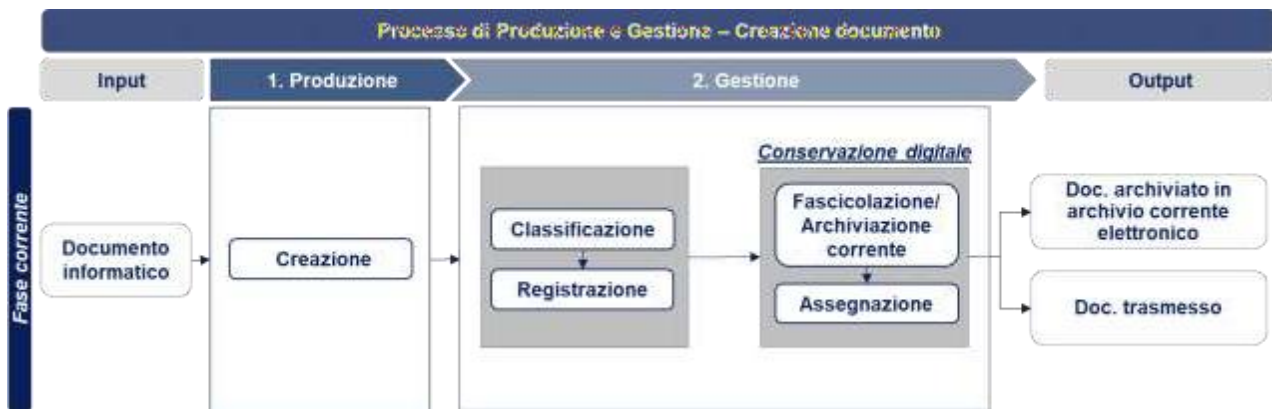 Processo di Produzione e Gestione – Creazione documento
Input
1. Produzione
2. Gestione
Output
Fase corrente
Documento
informatico
Creazione
Classificazione
Registrazione
Conservazione digitale
Fascicolazione/
Archiviazione
corrente
Assegnazione
Doc. archiviato in
archivio corrente
elettronico
Doc. trasmesso